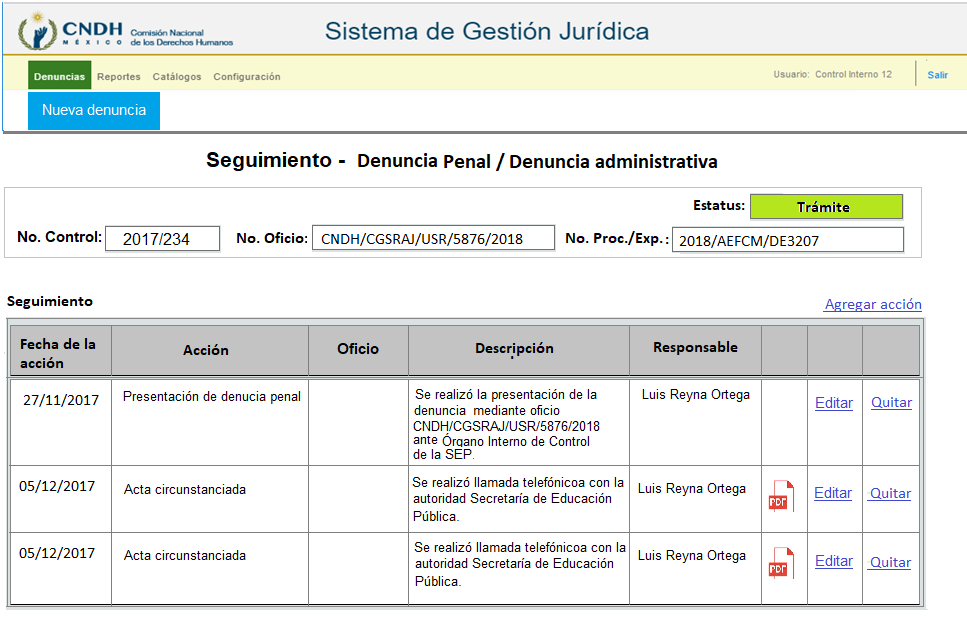 CNDH
MÉXICO
Comisión Nacional
de los Derechos Humanos
Sistema de Gestión Jurídica
Denuncias Reportes Catálogos Configuración
Usuario: Control Interno 12
Salir
Nueva denuncia
Seguimiento - Denuncia Penal / Denuncia administrativa
Estatus: Trámite
No. Control: 2017/234 No. Oficio: CNDH/CGSRAJ/USR/5876/2018 No. Proc./Exp.: 2018/AEFCM/DE3207
Seguimiento
Agregar acción
Fecha de la
acción
Acción
Oficio
Descripción
Responsable
27/11/2017
Presentación de denucia penal
Se realizó la presentación de la
denuncia mediante oficio
CNDH/CGSRAJ/USR/5876/2018
ante Órgano Interno de Control
de la SEP.
Luis Reyna Ortega
Editar
Quitar
05/12/2017
Acta circunstanciada
Se realizó llamada telefónicoa con la
autoridad Secretaría de Educación
Pública.
Luis Reyna Ortega
PDF
Editar
Quitar
05/12/2017
Acta circunstanciada
Se realizó llamada telefónicoa con la
autoridad Secretaría de Educación
Pública.
Luis Reyna Ortega
PDF
Editar
Quitar